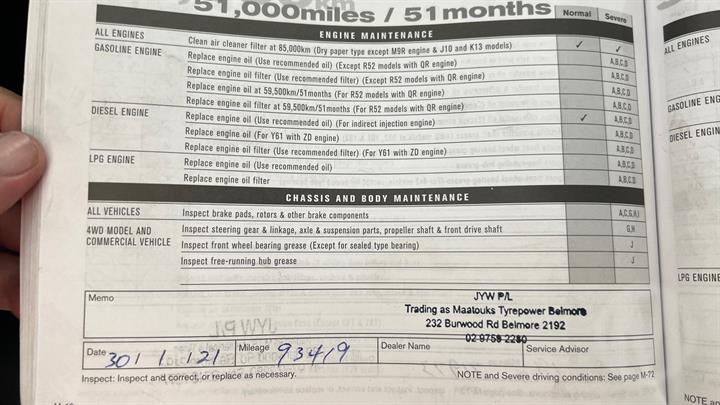 51,000miles / 51months
Normal Severe
ENGINE MAINTENANCE
ALL ENGINES Clean air cleaner filter at 85,000km (Dry paper type except M9R engine & J10 and K13 models) ✓ ✓
GASOLINE ENGINE Replace engine oil (Use recommended oil) (Except R52 models with QR engine) A,B,C,D
Replace engine oil filter (Use recommended filter) (Except R52 models with QR engine) A,B,C,D
Replace engine oil at 59,500km/51months (For R52 models with QR engine) A,B,C,D
Replace engine oil filter at 59,500km/51months (For R52 models with QR engine) A,B,C,D
DIESEL ENGINE Replace engine oil (Use recommended oil) (For indirect injection engine) ✓ A,B,C,D
Replace engine oil (For Y61 with ZD engine) A,B,C,D
Replace engine oil filter (Use recommended filter) (For Y61 with ZD engine) A,B,C,D
LPG ENGINE Replace engine oil (Use recommended oil) A,B,C,D
Replace engine oil filter A,B,C,D
CHASSIS AND BODY MAINTENANCE
ALL VEHICLES Inspect brake pads, rotors & other brake components A,C,G,H,I
4WD MODEL AND COMMERCIAL VEHICLE Inspect steering gear & linkage, axle & suspension parts, propeller shaft & front drive shaft G,H
Inspect front wheel bearing grease (Except for sealed type bearing) J
Inspect free-running hub grease J
Memo
JYW P/L
Trading as Maatouks Tyrepower Belmore
232 Burwood Rd Belmore 2192
02 9758 2280
Date 30/1/21 Mileage 93419 Dealer Name Service Advisor
Inspect: Inspect and correct, or replace as necessary. NOTE and Severe driving conditions: See page M-72
ALL ENGINES
GASOLINE ENG
DIESEL ENGIN
LPG ENGINE
NOTE an